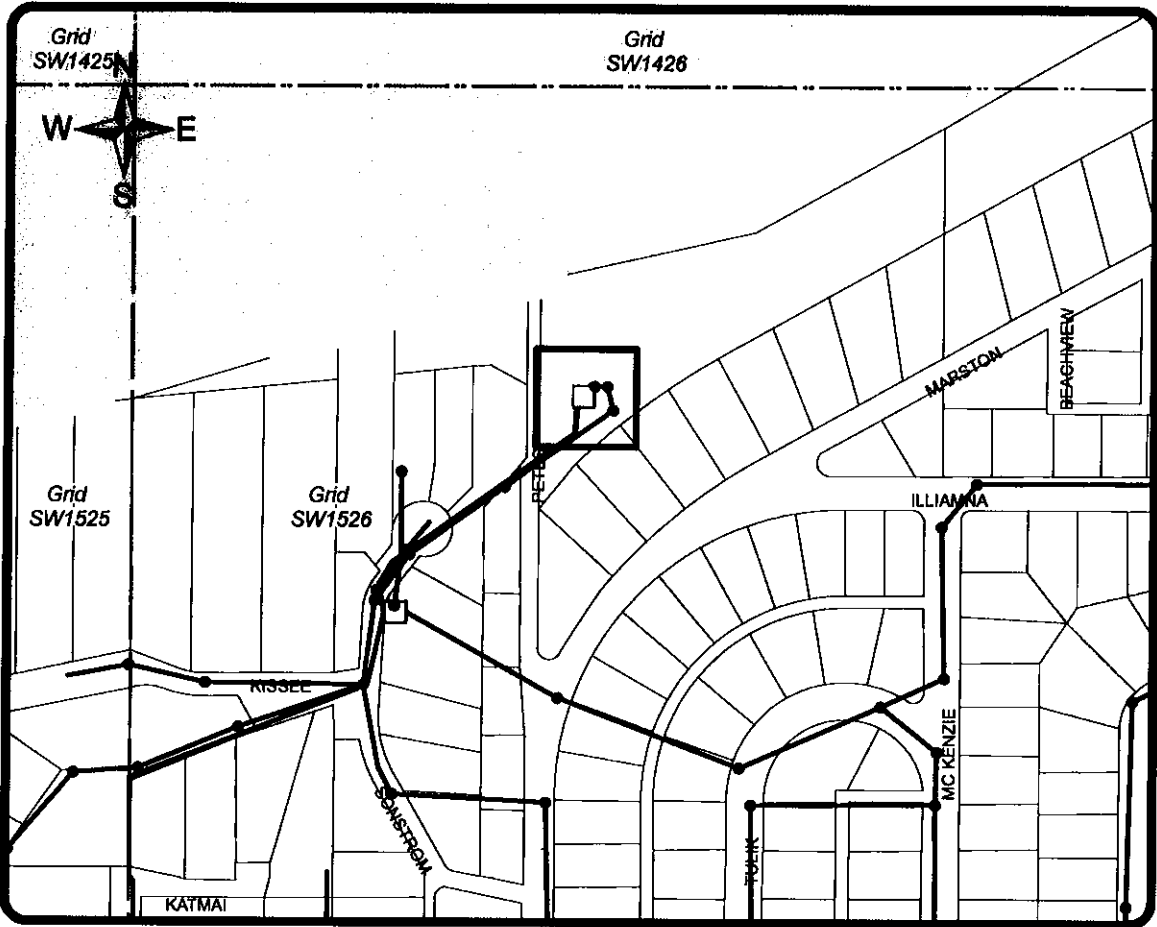 Grid
SW1425
Grid
SW1426
N
W
E
S
BEACHVIEW
MARSTON
Grid
SW1525
Grid
SW1526
ILLIAMNA
KISSEE
MC KENZIE
SONSTROM
TULIK
KATMAI